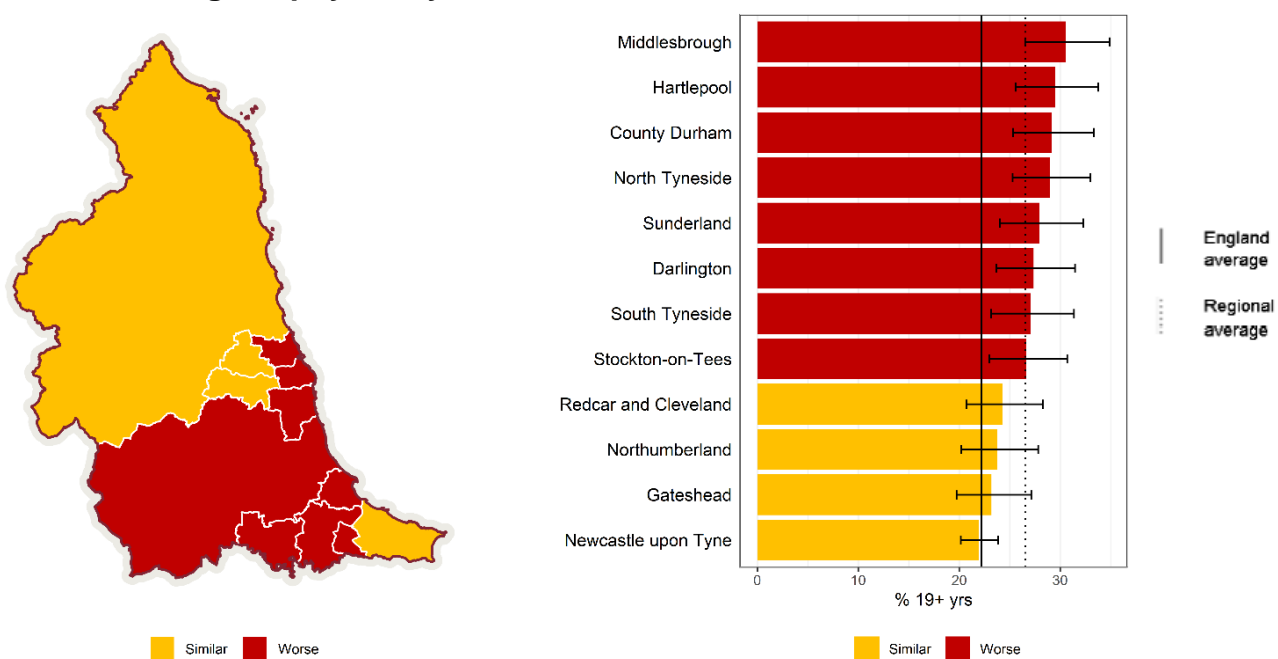 Middlesbrough
Hartlepool
County Durham
North Tyneside
Sunderland
Darlington
South Tyneside
Stockton-on-Tees
Redcar and Cleveland
Northumberland
Gateshead
Newcastle upon Tyne
0 10 20 30
% 19+ yrs
England
average
Regional
average
Similar Worse
Similar Worse